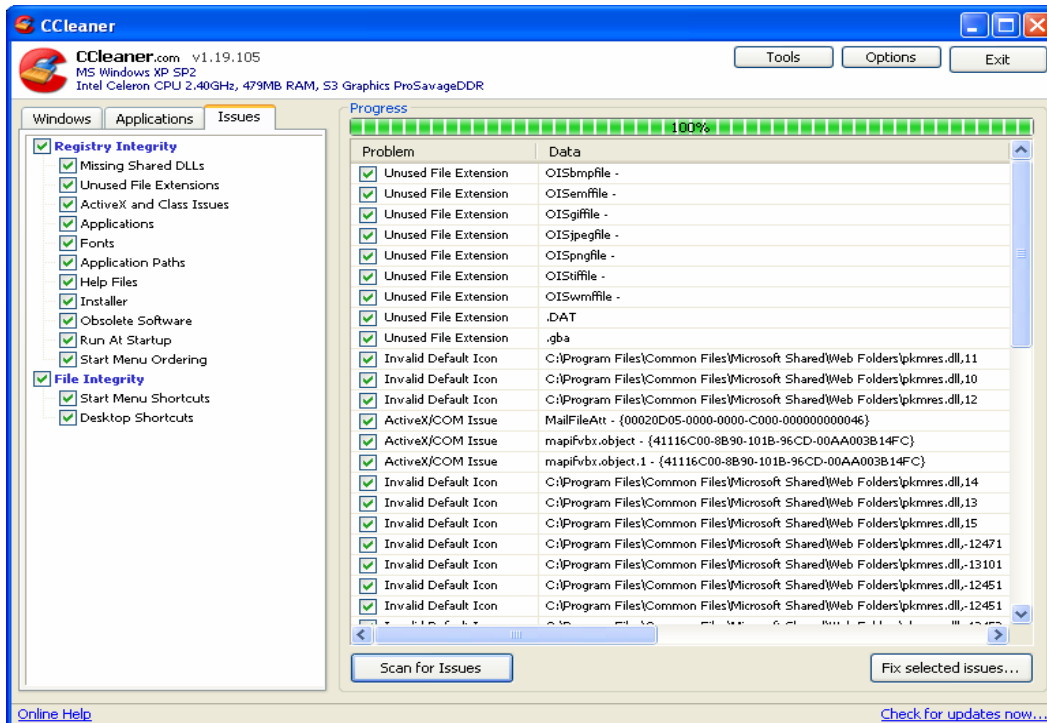 CCleaner
CCleaner.com v1.19.105
MS Windows XP SP2
Intel Celeron CPU 2.40GHz, 479MB RAM, S3 Graphics ProSavageDDR
Tools Options Exit
Windows Applications Issues
Registry Integrity
Missing Shared DLLs
Unused File Extensions
ActiveX and Class Issues
Applications
Fonts
Application Paths
Help Files
Installer
Obsolete Software
Run At Startup
Start Menu Ordering
File Integrity
Start Menu Shortcuts
Desktop Shortcuts
Progress
100%
Problem Data
Unused File Extension OISbmpfile -
Unused File Extension OISemffile -
Unused File Extension OISgiffile -
Unused File Extension OISjpegfile -
Unused File Extension OISpngfile -
Unused File Extension OIStiffile -
Unused File Extension OISwmffile -
Unused File Extension .DAT
Unused File Extension .gba
Invalid Default Icon C:\Program Files\Common Files\Microsoft Shared\Web Folders\pkmres.dll,11
Invalid Default Icon C:\Program Files\Common Files\Microsoft Shared\Web Folders\pkmres.dll,10
Invalid Default Icon C:\Program Files\Common Files\Microsoft Shared\Web Folders\pkmres.dll,12
ActiveX/COM Issue MailFileAtt - {00020D05-0000-0000-C000-000000000046}
ActiveX/COM Issue mapifvbx.object - {41116C00-8B90-101B-96CD-00AA003B14FC}
ActiveX/COM Issue mapifvbx.object.1 - {41116C00-8B90-101B-96CD-00AA003B14FC}
Invalid Default Icon C:\Program Files\Common Files\Microsoft Shared\Web Folders\pkmres.dll,14
Invalid Default Icon C:\Program Files\Common Files\Microsoft Shared\Web Folders\pkmres.dll,13
Invalid Default Icon C:\Program Files\Common Files\Microsoft Shared\Web Folders\pkmres.dll,15
Invalid Default Icon C:\Program Files\Common Files\Microsoft Shared\Web Folders\pkmres.dll,-12471
Invalid Default Icon C:\Program Files\Common Files\Microsoft Shared\Web Folders\pkmres.dll,-13101
Invalid Default Icon C:\Program Files\Common Files\Microsoft Shared\Web Folders\pkmres.dll,-12451
Invalid Default Icon C:\Program Files\Common Files\Microsoft Shared\Web Folders\pkmres.dll,-12451
Scan for Issues Fix selected issues...
Online Help Check for updates now...